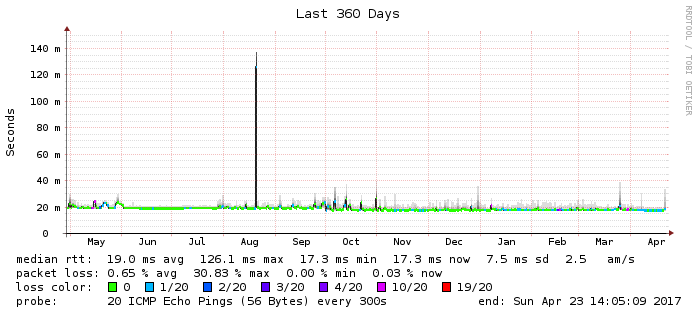 Last 360 Days
RRDTOOL / TOBI OETIKER
Seconds
140 m
120 m
100 m
80 m
60 m
40 m
20 m
0
May Jun Jul Aug Sep Oct Nov Dec Jan Feb Mar Apr
median rtt: 19.0 ms avg 126.1 ms max 17.3 ms min 17.3 ms now 7.5 ms sd 2.5 am/s
packet loss: 0.65 % avg 30.83 % max 0.00 % min 0.03 % now
loss color: 0 1/20 2/20 3/20 4/20 10/20 19/20
probe: 20 ICMP Echo Pings (56 Bytes) every 300s end: Sun Apr 23 14:05:09 2017